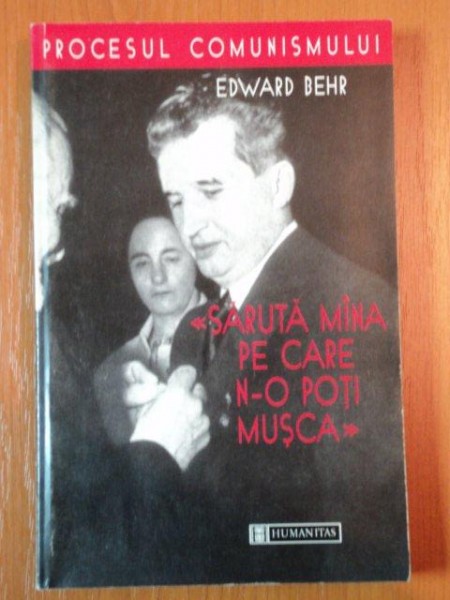 PROCESUL COMUNISMULUI
EDWARD BEHR
«SĂRUTĂ MÎNA
PE CARE
N-O POȚI
MUȘCA»
HUMANITAS